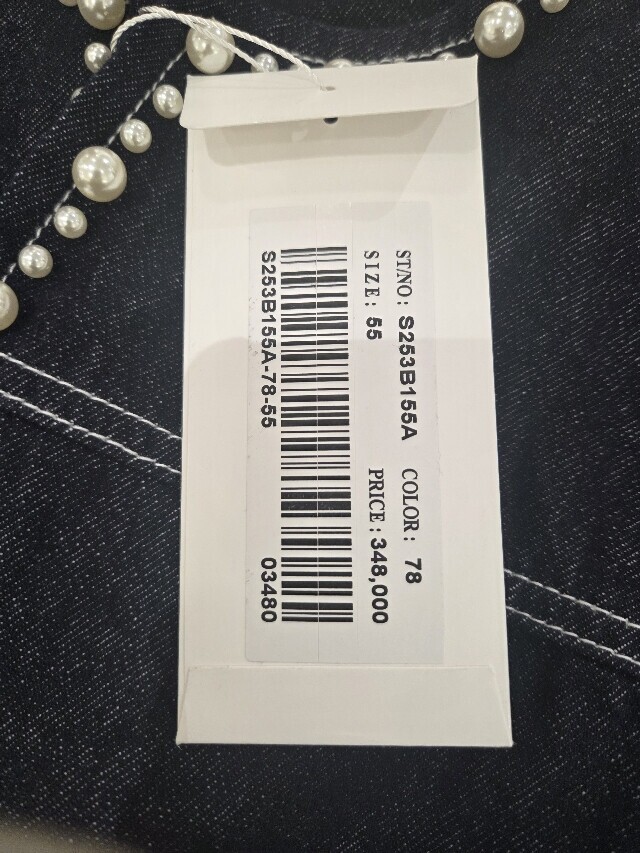 ST/NO : S253B155A COLOR : 78
SIZE : 55 PRICE : 348,000
S253B155A-78-55 03480